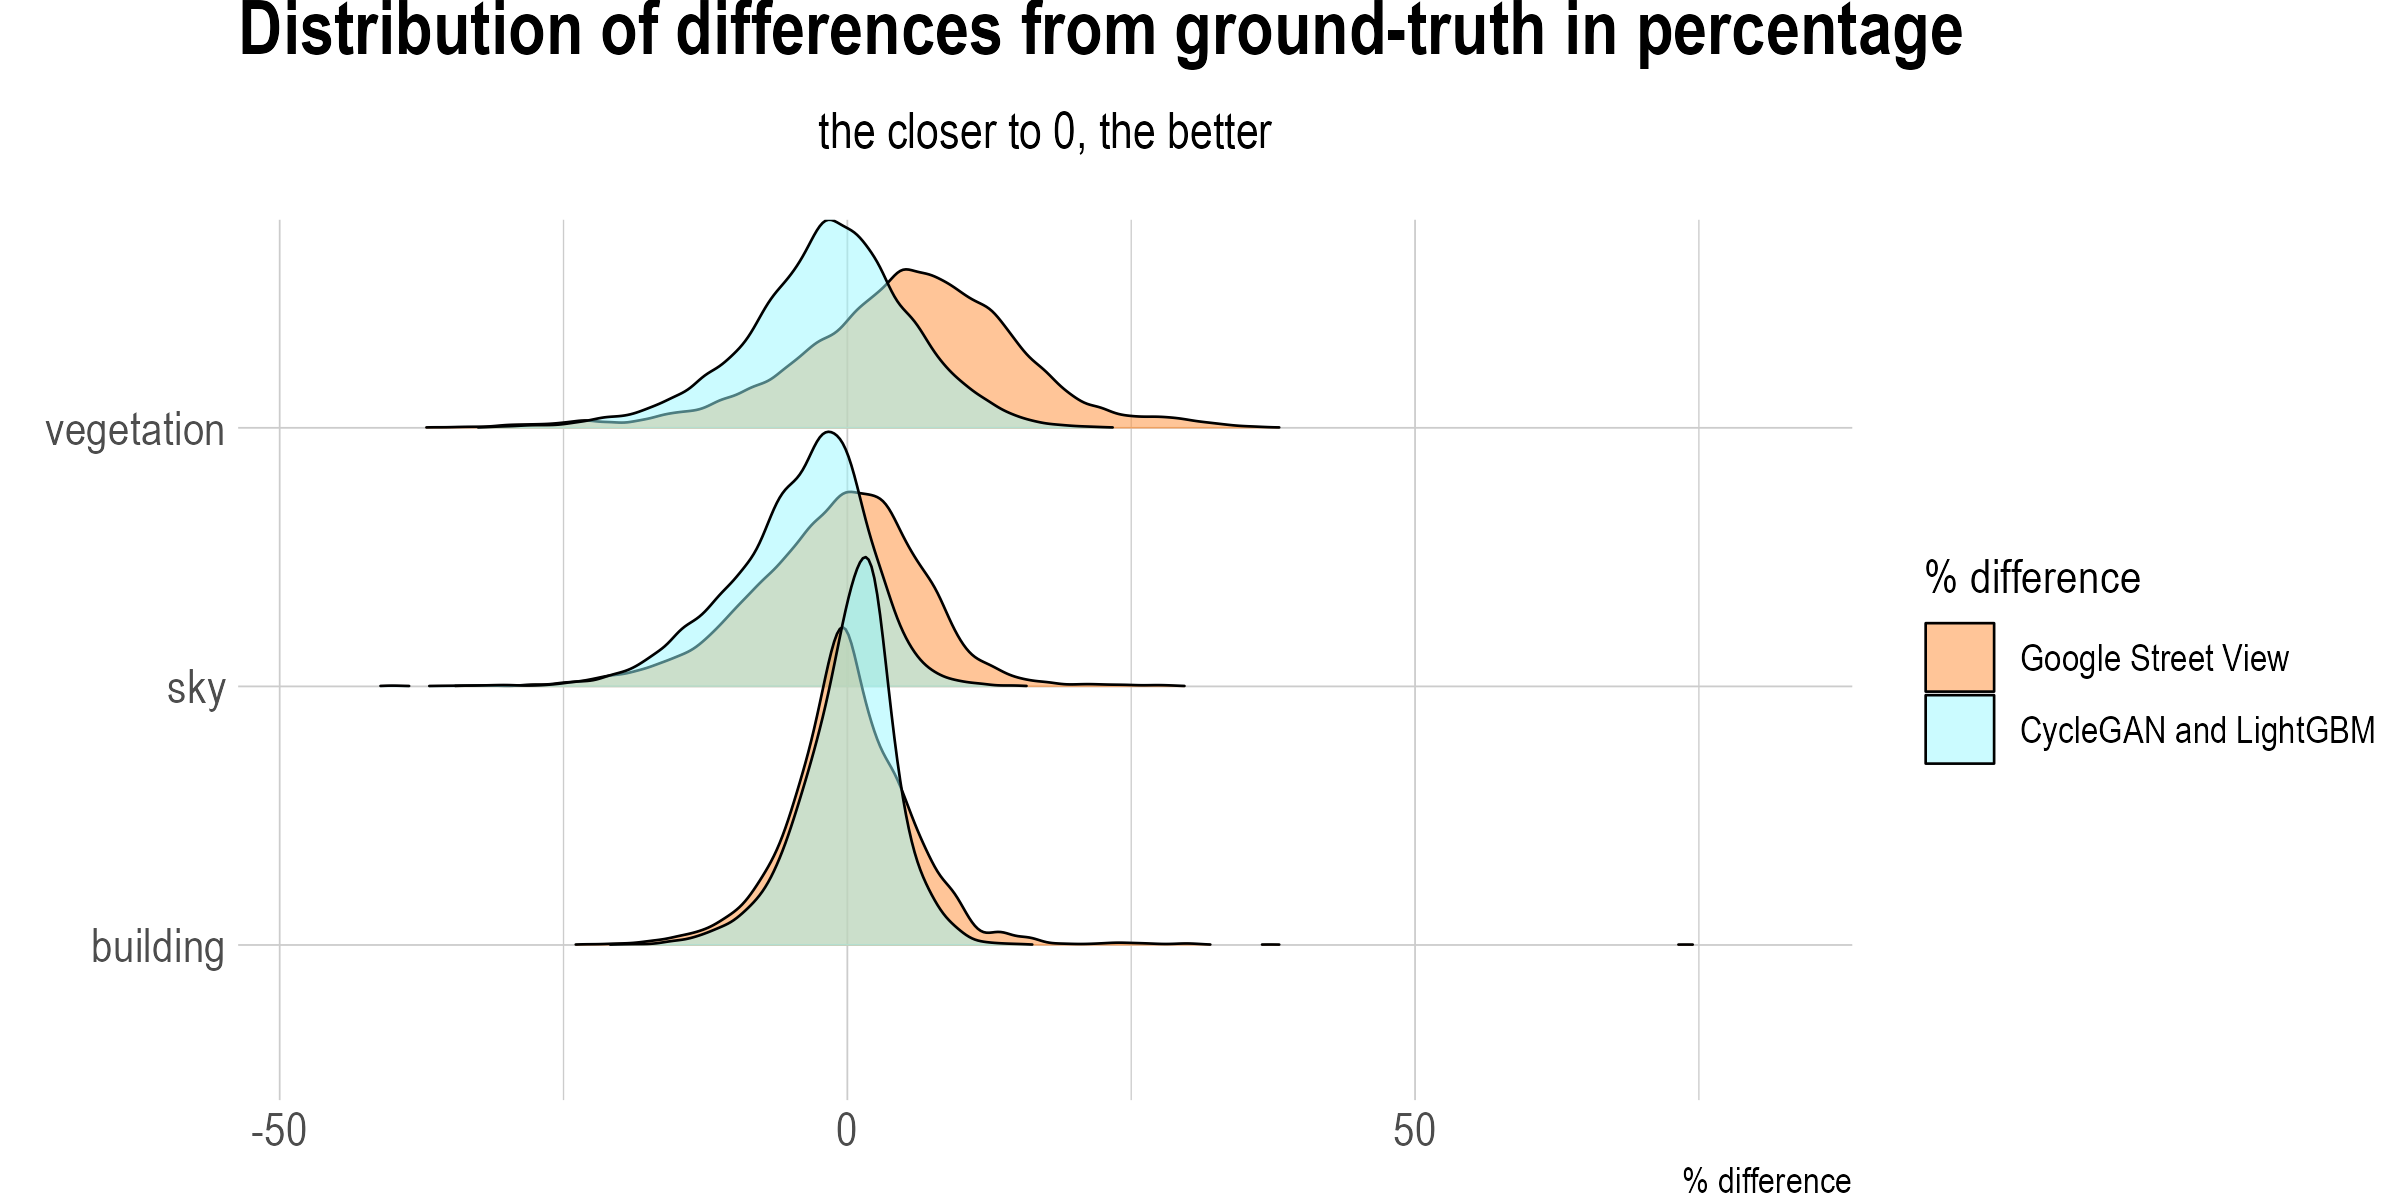 Distribution of differences from ground-truth in percentage
the closer to 0, the better
vegetation
sky
building
-50
0
50
% difference
% difference
Google Street View
CycleGAN and LightGBM